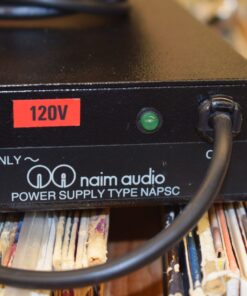 120V
ONLY ~
naim audio
POWER SUPPLY TYPE NAPSC